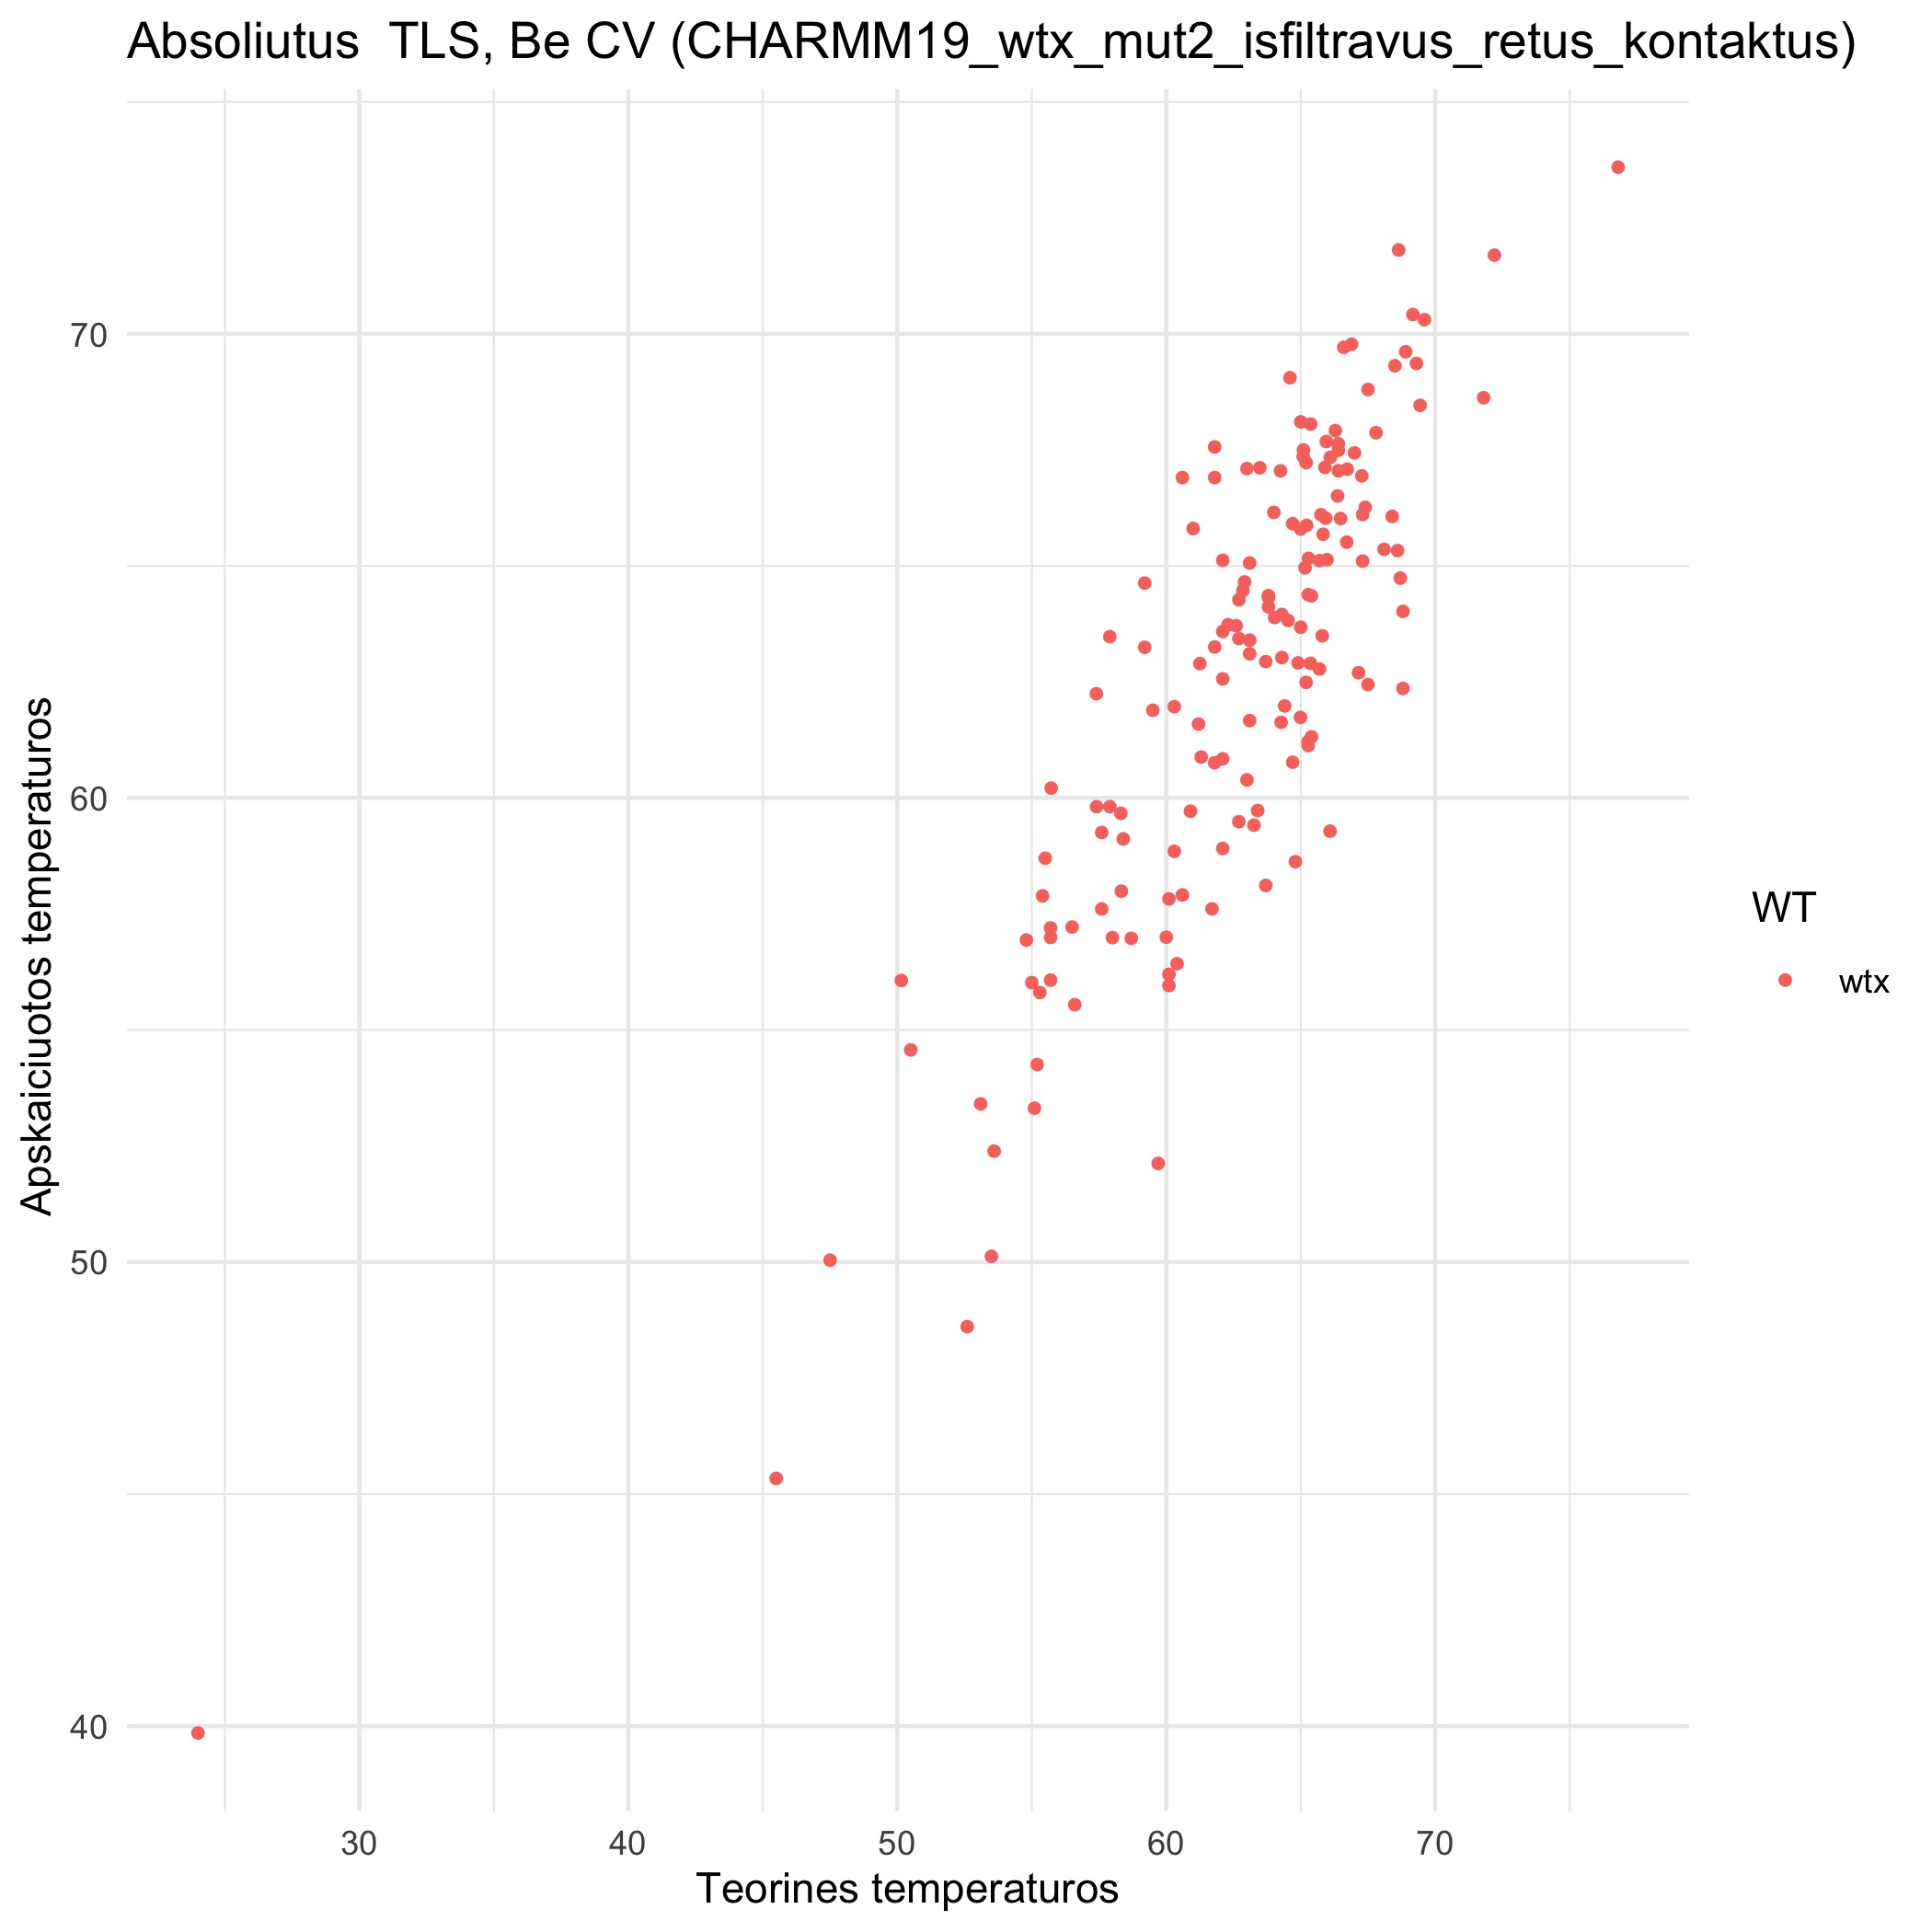 Absoliutus  TLS, Be CV (CHARMM19_wtx_mut2_isfiltravus_retus_kontaktus)
Apskaiciuotos temperaturos
70
60
50
40
30 40 50 60 70
Teorines temperaturos
WT
wtx